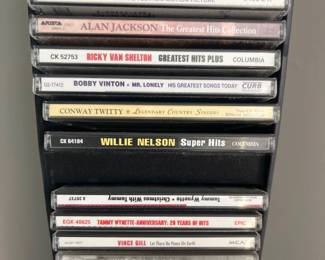 ARISTA ALAN JACKSON The Greatest Hits Collection
CK 52753 RICKY VAN SHELTON GREATEST HITS PLUS COLUMBIA
BOBBY VINTON • MR. LONELY HIS GREATEST SONGS TODAY CURB
CONWAY TWITTY • Legendary Country Singers
CK 64184 WILLIE NELSON Super Hits COLUMBIA
Tammy Wynette • Christmas With Tammy
EGK 40625 TAMMY WYNETTE-ANNIVERSARY: 20 YEARS OF HITS EPIC
VINCE GILL Let There Be Peace On Earth MCA